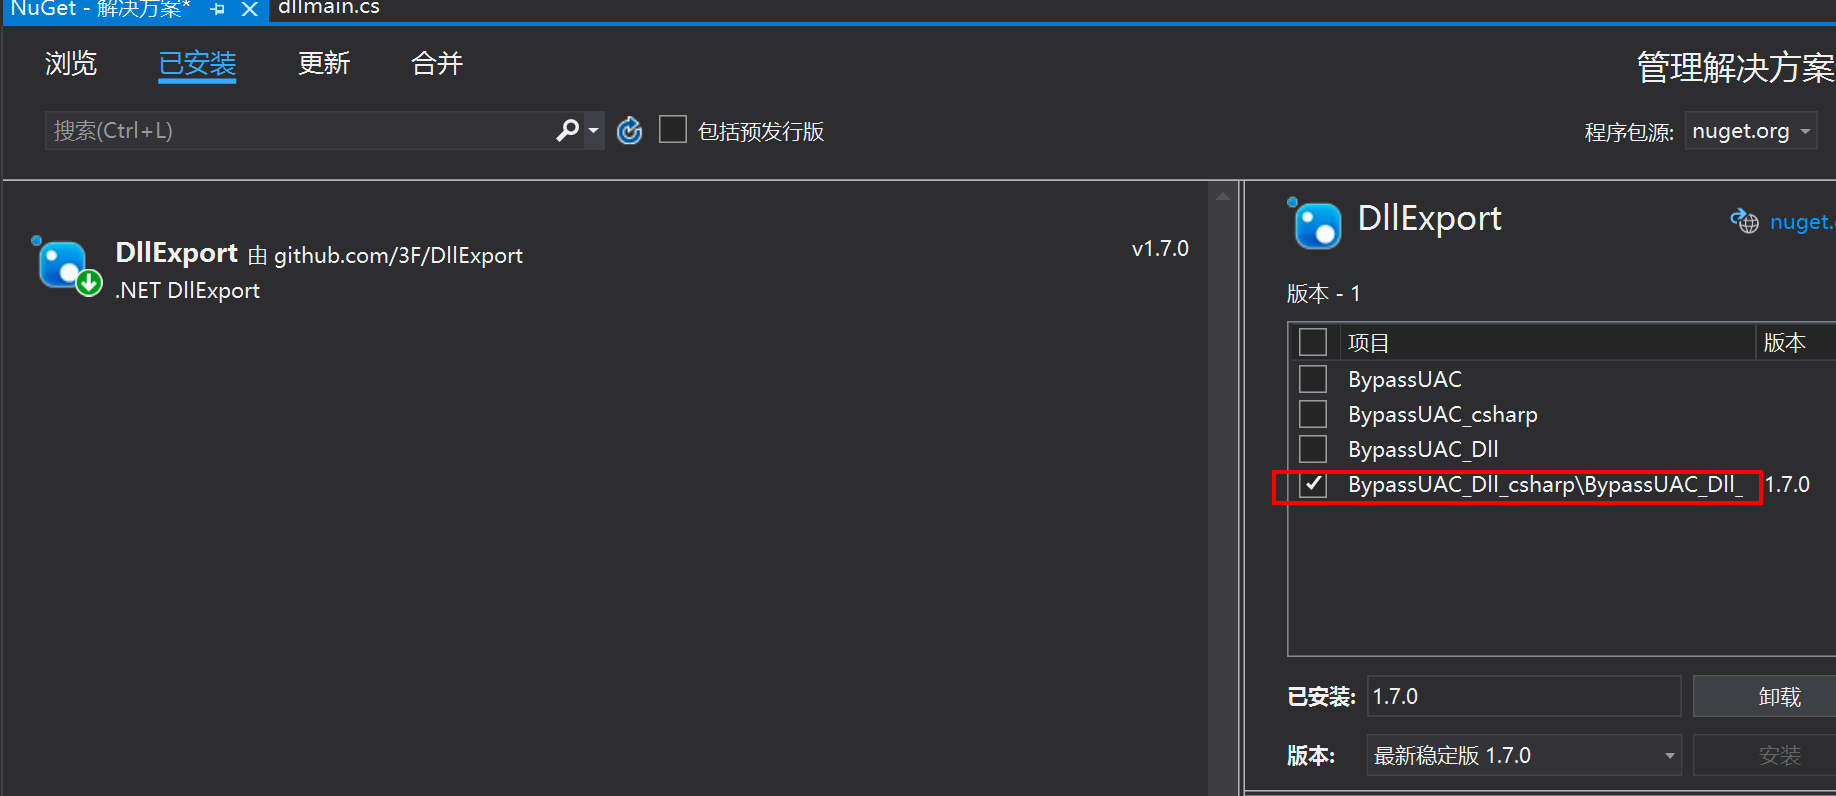 NuGet - 解决方案*
dllmain.cs
浏览
已安装
更新
合并
管理解决方案
搜索(Ctrl+L)
包括预发行版
程序包源:
nuget.org
DllExport 由 github.com/3F/DllExport
v1.7.0
.NET DllExport
DllExport
nuget.
版本 - 1
项目
版本
BypassUAC
BypassUAC_csharp
BypassUAC_Dll
BypassUAC_Dll_csharp\BypassUAC_Dll_
1.7.0
已安装:
1.7.0
卸载
版本:
最新稳定版 1.7.0
安装